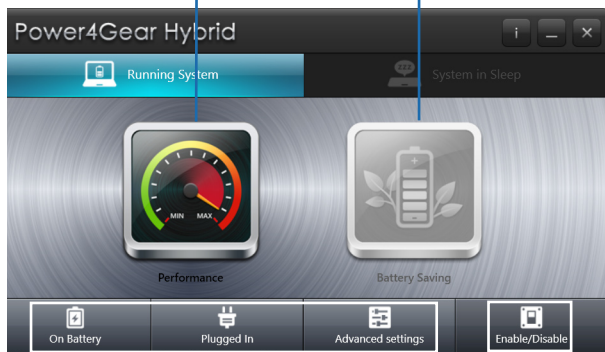 Power4Gear Hybrid
i
Running System
zzz
System in Sleep
MIN MAX
Performance
Battery Saving
On Battery
Plugged In
Advanced settings
Enable/Disable